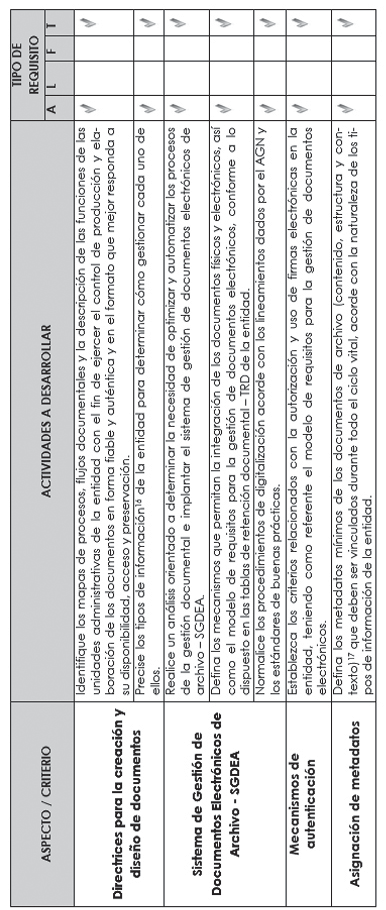 ASPECTO / CRITERIO
ACTIVIDADES A DESARROLLAR
TIPO DE
REQUISITO
A L F T
Directrices para la creación y
diseño de documentos
Identifique los mapas de procesos, flujos documentales y la descripción de las funciones de las
unidades administrativas de la entidad con el fin de ejercer el control de producción y ela-
boración de los documentos en forma fiable y auténtica y en el formato que mejor responda a
su disponibilidad, acceso y preservación.
Precise los tipos de información16 de la entidad para determinar cómo gestionar cada uno de
ellos.
Sistema de Gestión de
Documentos Electrónicos de
Archivo - SGDEA
Realice un análisis orientado a determinar la necesidad de optimizar y automatizar los procesos
de la gestión documental e implantar el sistema de gestión de documentos electrónicos de
archivo – SGDEA.
Defina los mecanismos que permitan la integración de los documentos físicos y electrónicos, así
como el modelo de requisitos para la gestión de documentos electrónicos, conforme a lo
dispuesto en las tablas de retención documental – TRD de la entidad.
Normalice los procedimientos de digitalización acorde con los lineamientos dados por el AGN y
los estándares de buenas prácticas.
Mecanismos de
autenticación
Establezca los criterios relacionados con la autorización y uso de firmas electrónicas en la
entidad, teniendo como referente el modelo de requisitos para la gestión de documentos
electrónicos.
Asignación de metadatos
Defina los metadatos mínimos de los documentos de archivo (contenido, estructura y con-
texto)17 que deben ser vinculados durante todo el ciclo vital, acorde con la naturaleza de los ti-
pos de información de la entidad.